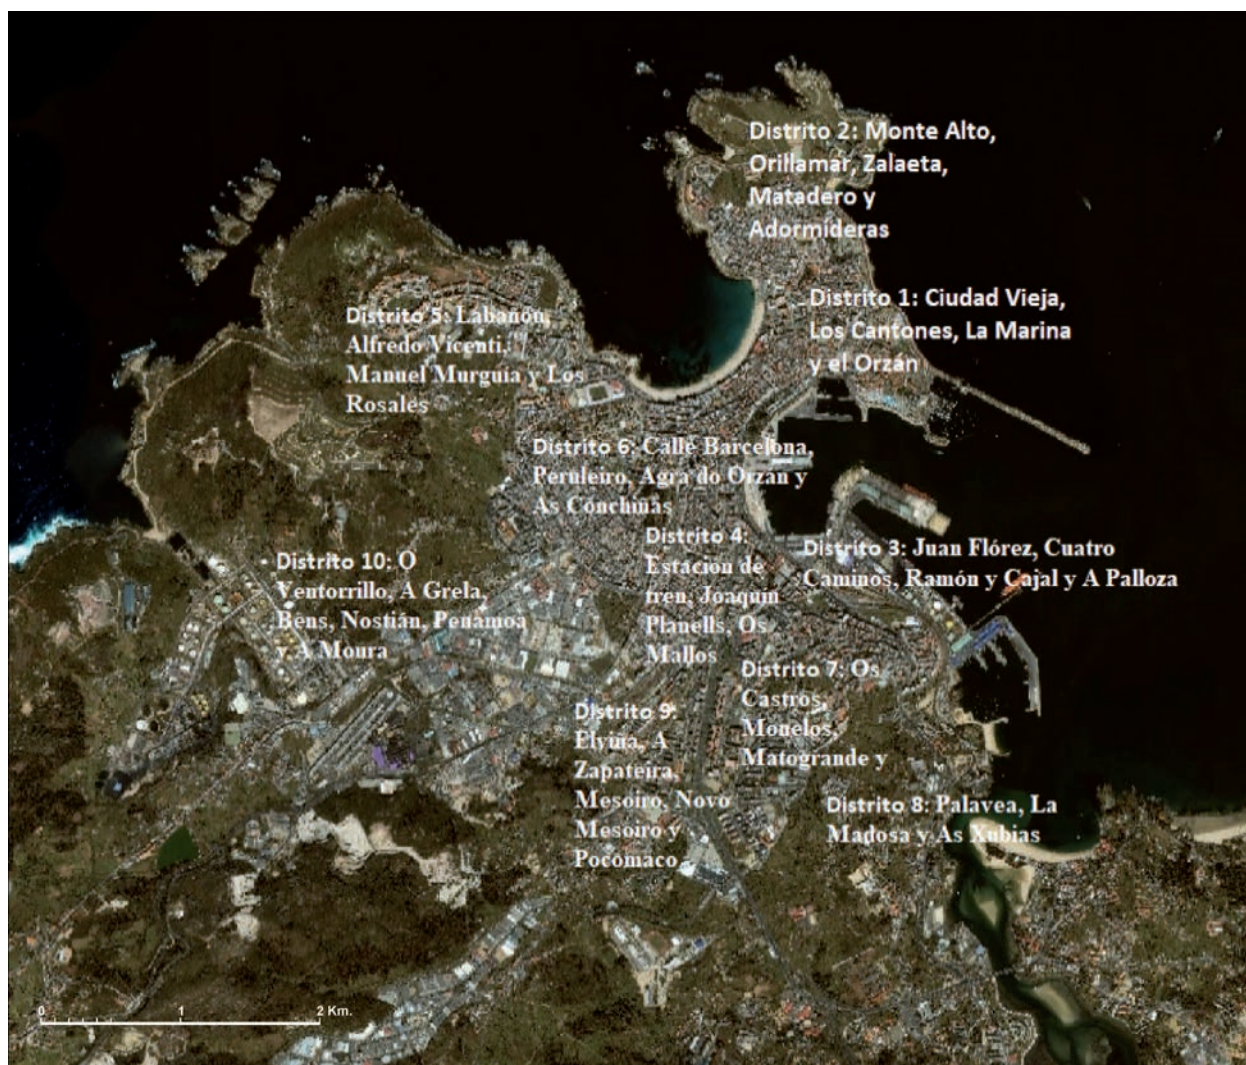 Distrito 2: Monte Alto,
Orillamar, Zalaeta,
Matadero y
Adormideras
Distrito 1: Ciudad Vieja,
Los Cantones, La Marina
y el Orzán
Distrito 5: Labañou,
Alfredo Vicenti,
Manuel Murguía y Los
Rosales
Distrito 6: Calle Barcelona,
Peruleiro, Agra do Orzán y
As Conchiñas
Distrito 4:
Estación de
tren, Joaquín
Planells, Os
Mallos
Distrito 3: Juan Flórez, Cuatro
Caminos, Ramón y Cajal y A Palloza
Distrito 10: O
Ventorrillo, A Grela,
Bens, Nostián, Penamoa
y A Moura
Distrito 7: Os
Castros,
Monelos,
Matogrande y
Distrito 9:
Elviña, A
Zapateira,
Mesoiro, Novo
Mesoiro y
Pocomaco
Distrito 8: Palavea, La
Madosa y As Xubias
0 1 2 Km.